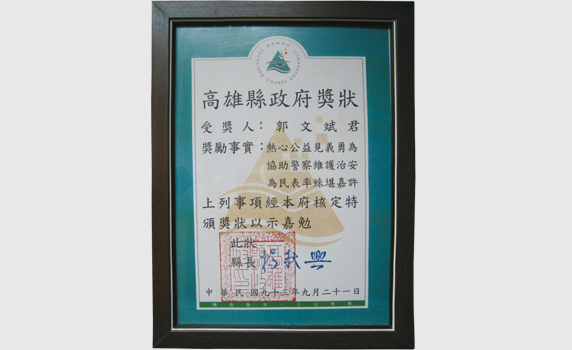 高雄縣政府獎狀
受獎人：郭文斌君
獎勵事實：熱心公益見義勇為
協助警察維護治安
為民表率殊堪嘉許
上列事項經本府核定特
頒獎狀以示嘉勉
此狀
縣長 楊秋興
中華民國九十三年九月二十一日